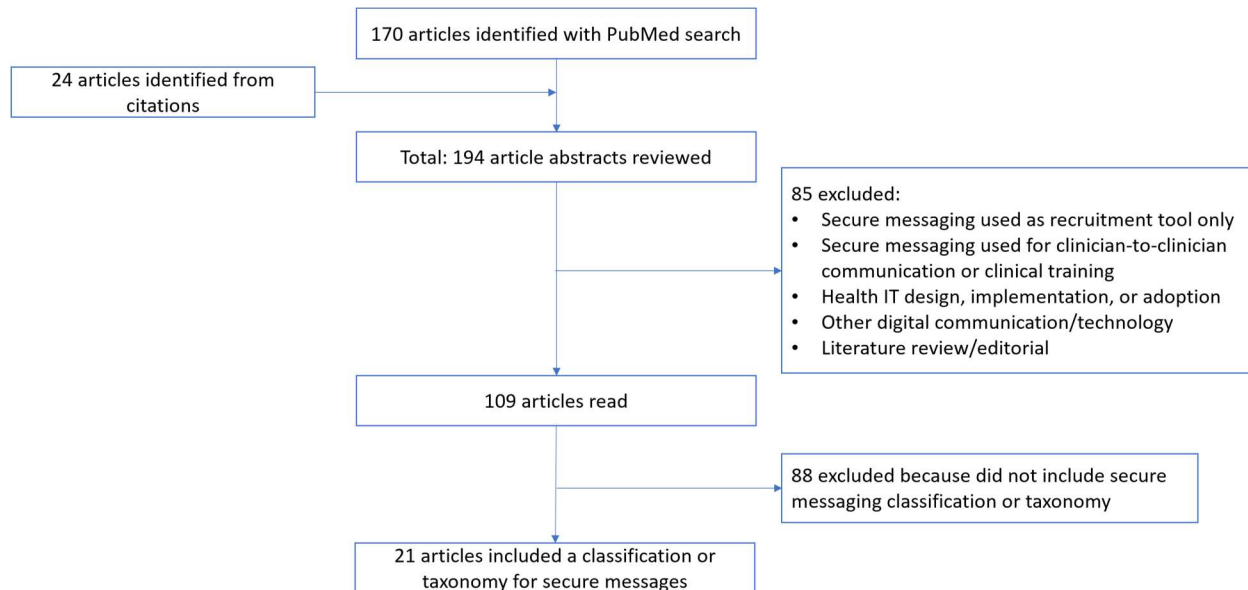 170 articles identified with PubMed search
24 articles identified from
citations
Total: 194 article abstracts reviewed
85 excluded:
• Secure messaging used as recruitment tool only
• Secure messaging used for clinician-to-clinician
communication or clinical training
• Health IT design, implementation, or adoption
• Other digital communication/technology
• Literature review/editorial
109 articles read
88 excluded because did not include secure
messaging classification or taxonomy
21 articles included a classification or
taxonomy for secure messages